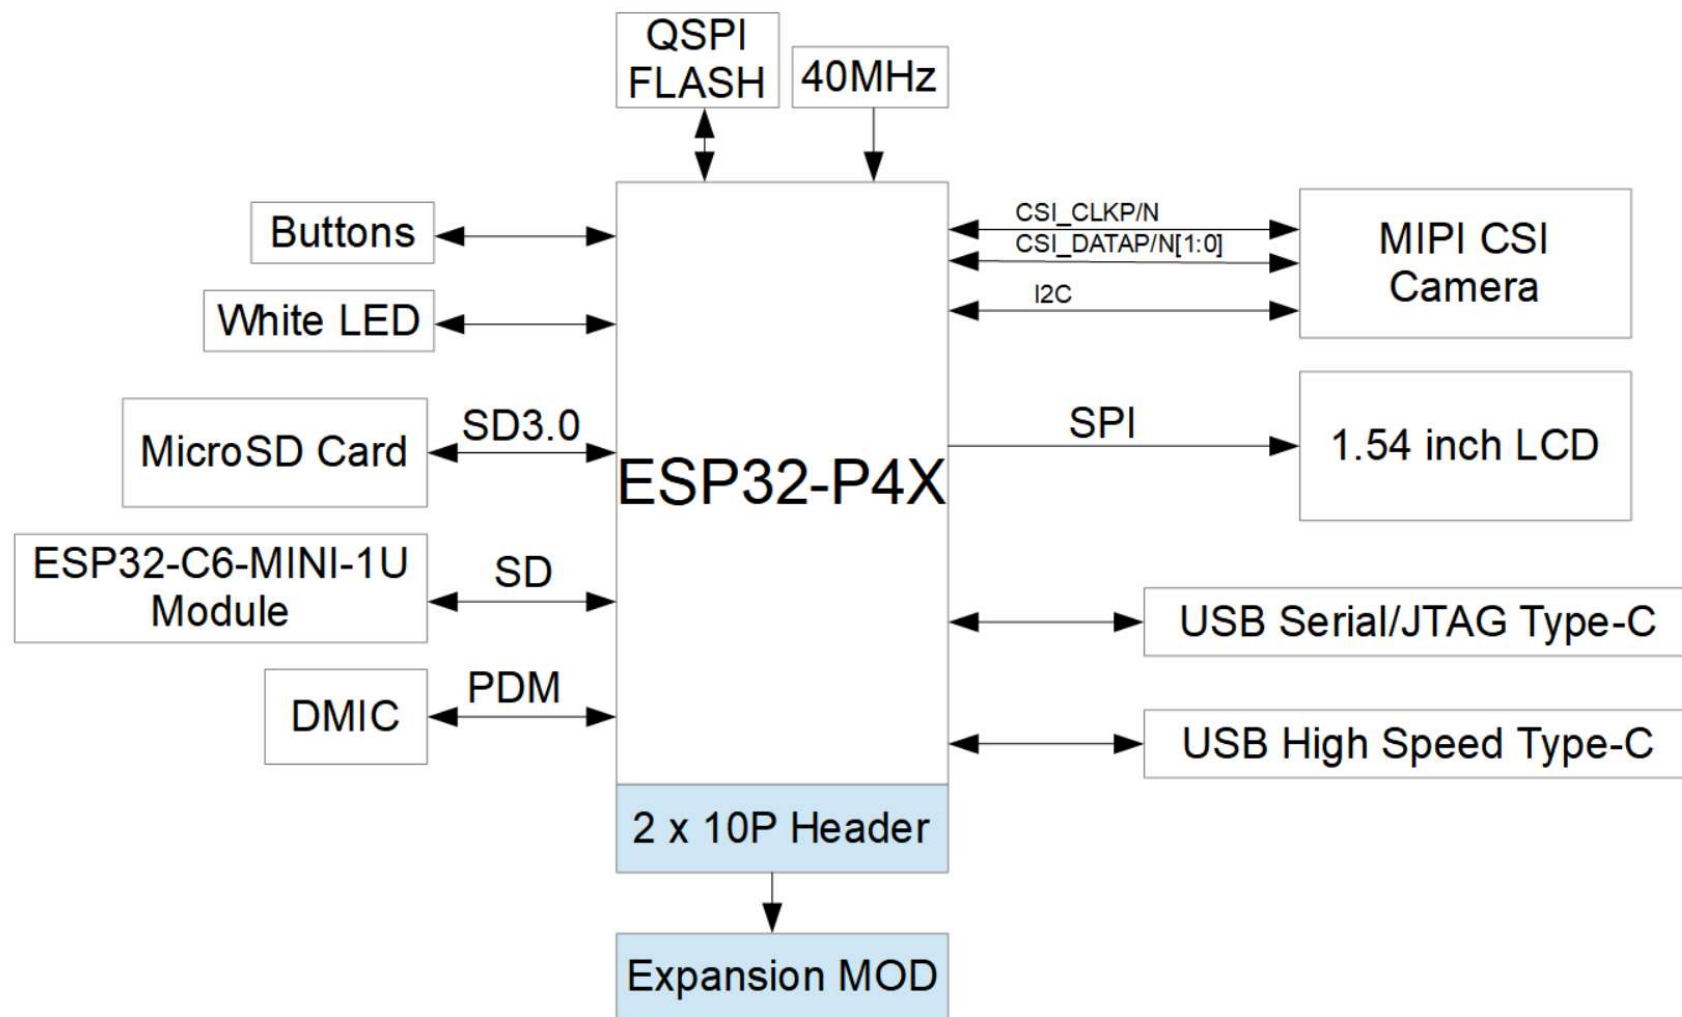 QSPI
FLASH
40MHz
Buttons
White LED
MicroSD Card
SD3.0
ESP32-C6-MINI-1U
Module
SD
DMIC
PDM
ESP32-P4X
CSI_CLKP/N
CSI_DATAP/N[1:0]
I2C
MIPI CSI
Camera
SPI
1.54 inch LCD
USB Serial/JTAG Type-C
USB High Speed Type-C
2 x 10P Header
Expansion MOD